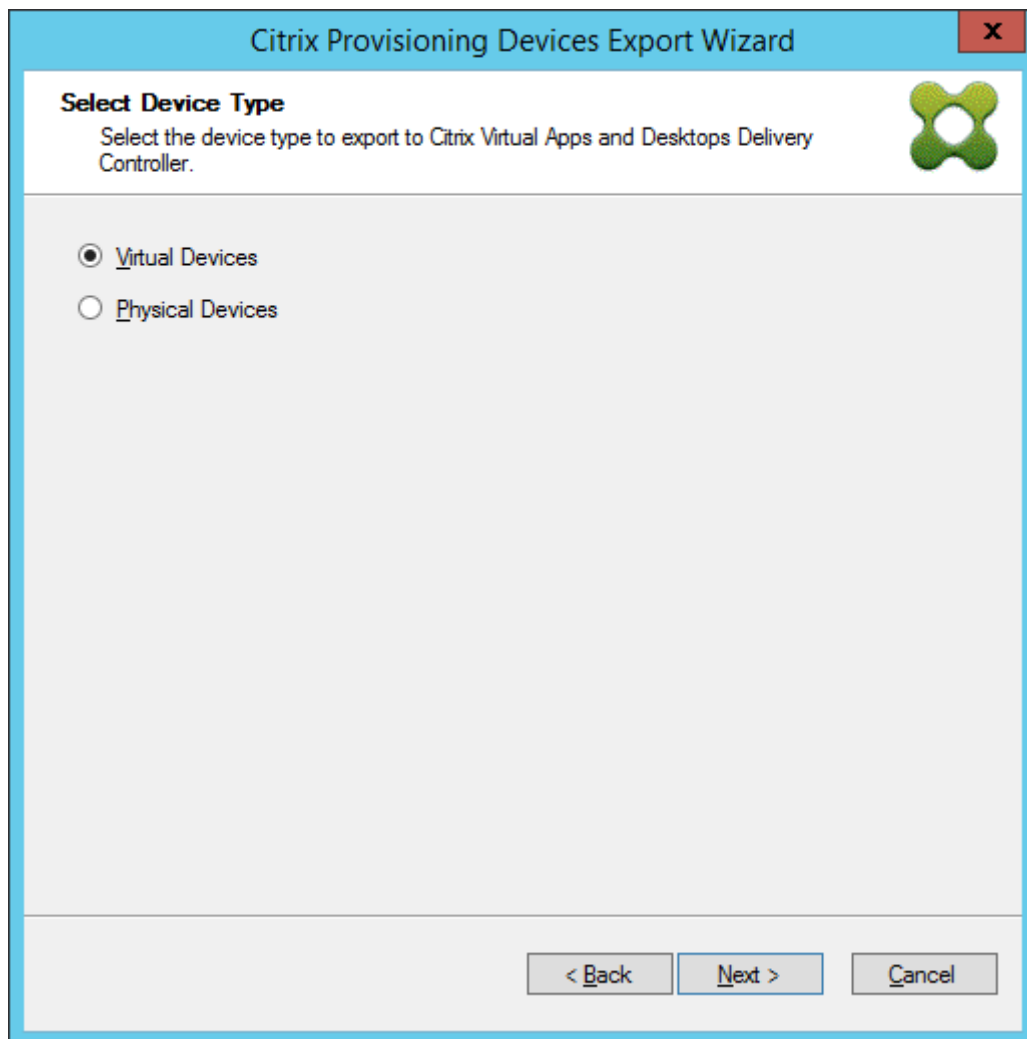 Citrix Provisioning Devices Export Wizard
x
Select Device Type
Select the device type to export to Citrix Virtual Apps and Desktops Delivery
Controller.
Virtual Devices
Physical Devices
< Back
Next >
Cancel